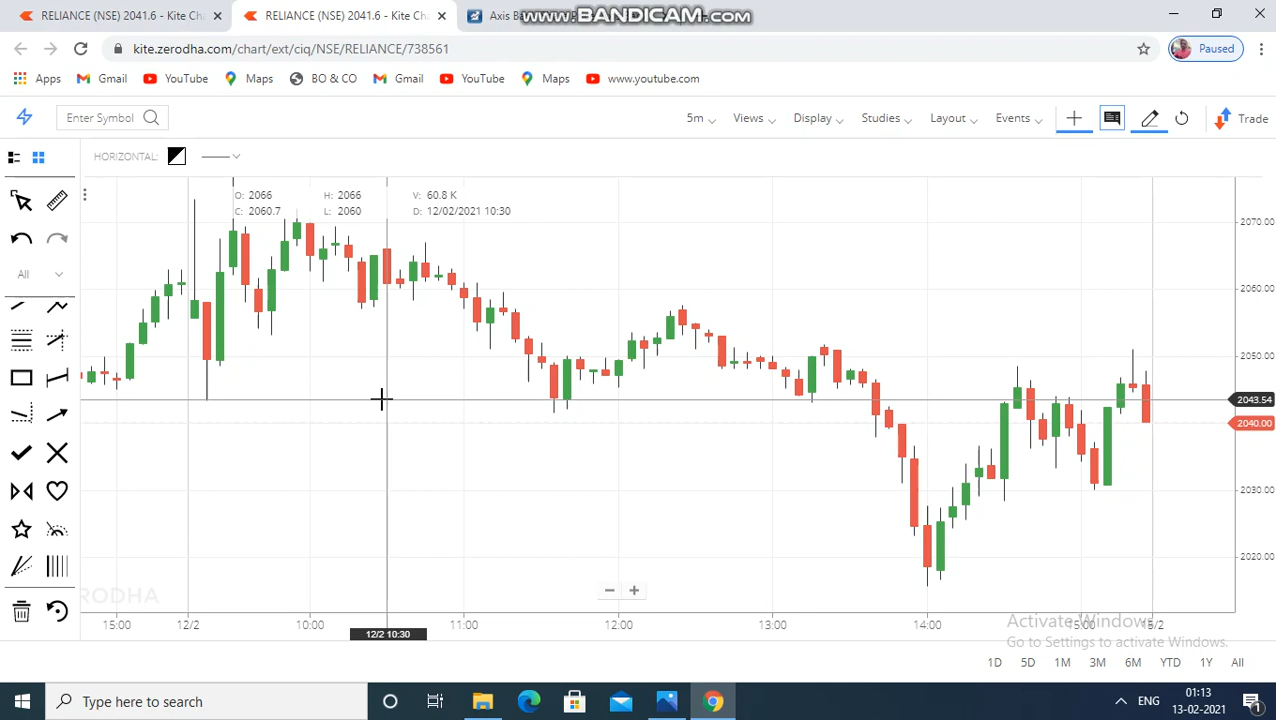 RELIANCE (NSE) 2041.6 - Kite Cha
RELIANCE (NSE) 2041.6 - Kite Cha
Axis B
www.BANDICAM.com
kite.zerodha.com/chart/ext/ciq/NSE/RELIANCE/738561
Paused
Apps
Gmail
YouTube
Maps
BO & CO
Gmail
YouTube
Maps
www.youtube.com
Enter Symbol
5m
Views
Display
Studies
Layout
Events
Trade
HORIZONTAL:
O: 2066 H: 2066 V: 60.8 K
C: 2060.7 L: 2060 D: 12/02/2021 10:30
All
2070.00
2060.00
2050.00
2043.54
2040.00
2030.00
2020.00
RODHA
15:00 12/2 10:00 11:00 12:00 13:00 14:00 15:00 15/2
12/2 10:30
Activate Windows
Go to Settings to activate Windows.
1D 5D 1M 3M 6M YTD 1Y All
Type here to search
ENG
01:13
13-02-2021
1